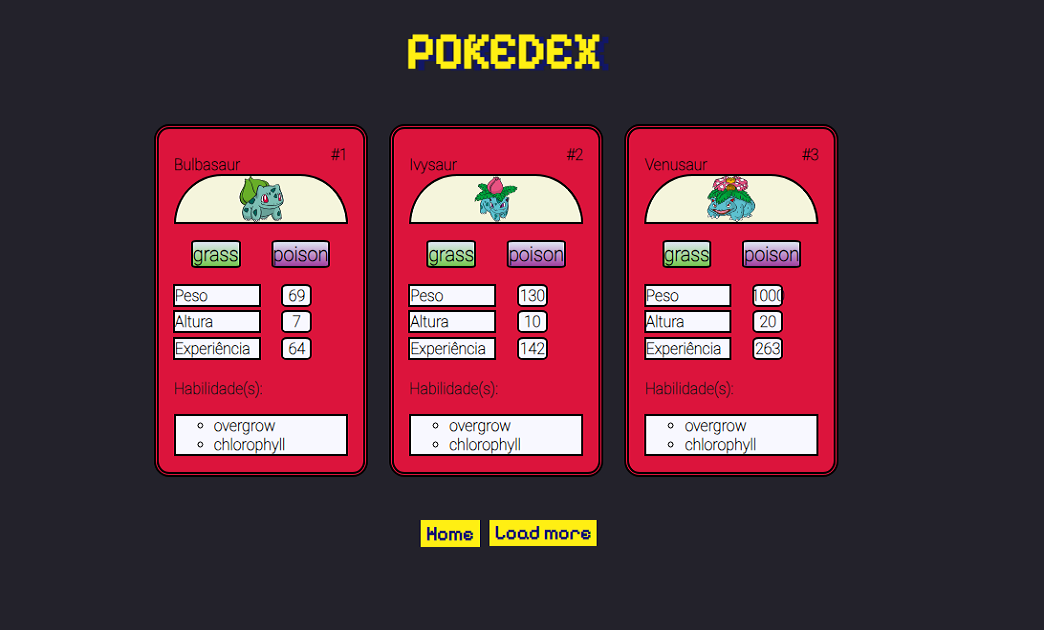 POKEDEX
#1
Bulbasaur
grass poison
Peso 69
Altura 7
Experiência 64
Habilidade(s):
overgrow
chlorophyll
#2
Ivysaur
grass poison
Peso 130
Altura 10
Experiência 142
Habilidade(s):
overgrow
chlorophyll
#3
Venusaur
grass poison
Peso 1000
Altura 20
Experiência 263
Habilidade(s):
overgrow
chlorophyll
Home Load more